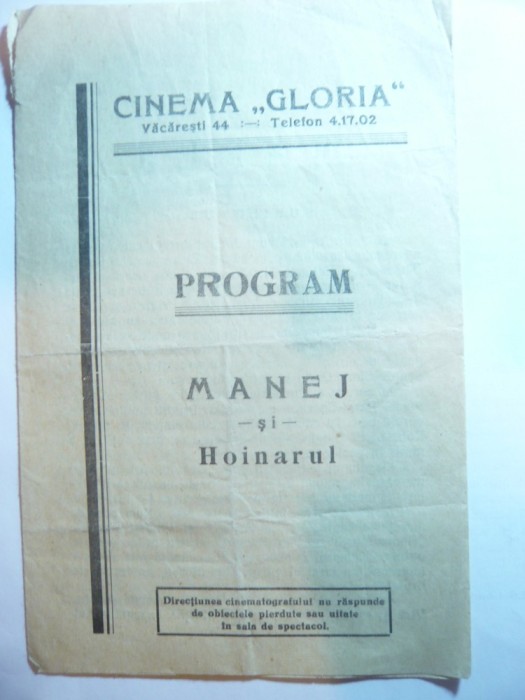 CINEMA „GLORIA“
Văcărești 44 :—: Telefon 4.17.02
PROGRAM
MANEJ
— și —
Hoinarul
Direcțiunea cinematografului nu răspunde
de obiectele pierdute sau uitate
în sala de spectacol.